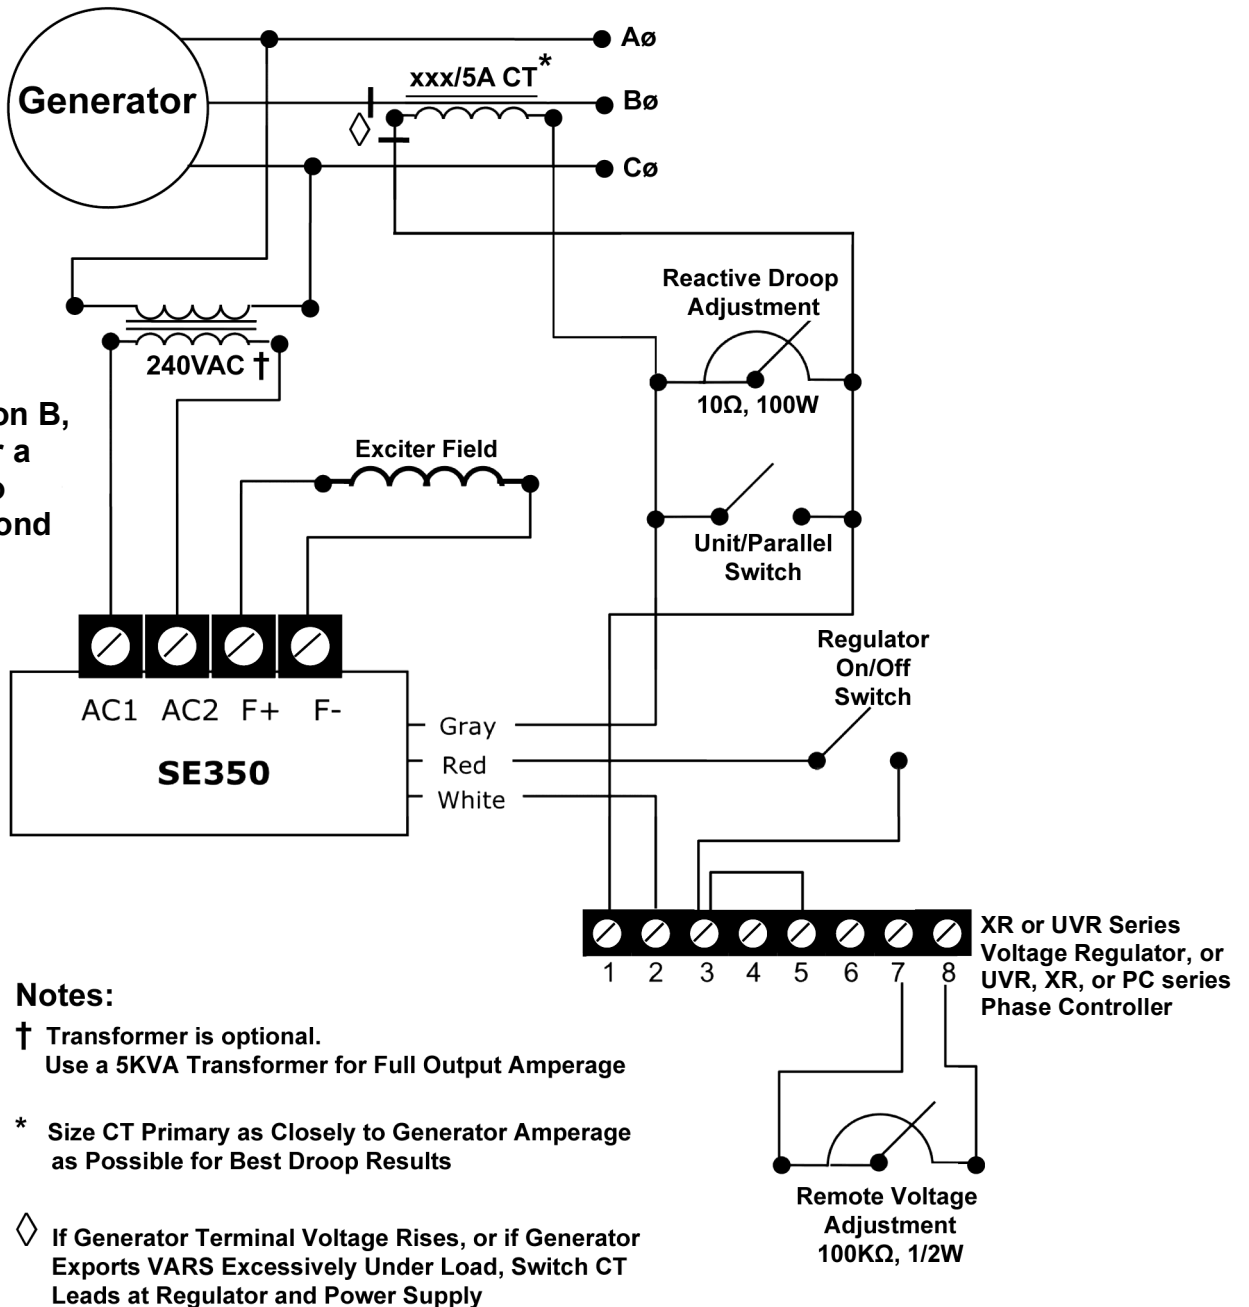 Aø
xxx/5A CT*
Generator
Bø
◊
Cø
Reactive Droop
Adjustment
240VAC †
10Ω, 100W
on B,
r a
ond
Exciter Field
Unit/Parallel
Switch
Regulator
On/Off
Switch
AC1 AC2 F+ F-
Gray
SE350
Red
White
1 2 3 4 5 6 7 8
XR or UVR Series
Voltage Regulator, or
UVR, XR, or PC series
Phase Controller
Notes:
† Transformer is optional.
Use a 5KVA Transformer for Full Output Amperage
* Size CT Primary as Closely to Generator Amperage
as Possible for Best Droop Results
Remote Voltage
Adjustment
100KΩ, 1/2W
◊ If Generator Terminal Voltage Rises, or if Generator
Exports VARS Excessively Under Load, Switch CT
Leads at Regulator and Power Supply